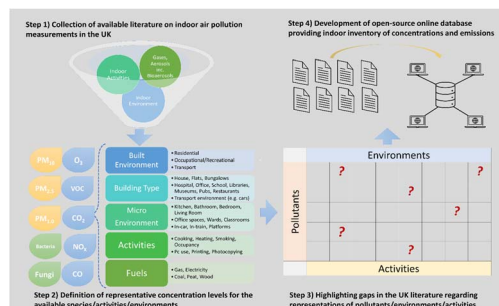 Step 1) Collection of available literature on indoor air pollution
measurements in the UK
Step 4) Development of open-source online database
providing indoor inventory of concentrations and emissions
Gases,
Aerosols
inc.
Bioaerosols
Indoor
Activities
Indoor
Environment
PM10
O3
PM2.5
VOC
CO2
Bacteria
NOx
Fungi
CO
Built
Environment
• Residential
• Occupational/Recreational
• Transport
Building Type
• House, Flats, Bungalows
• Hospital, Office, School, Libraries,
Museums, Pubs, Restaurants
• Transport environment (e.g. cars)
Micro
Environment
• Kitchen, Bathroom, Bedroom,
Living Room
• Office spaces, Wards, Classrooms
• In-car, In-train, Platforms
Activities
• Cooking, Heating, Smoking,
Occupancy
• Pc use, Printing, Photocopying
Fuels
• Gas, Electricity
• Coal, Peat, Wood
Environments
Pollutants
?
?
?
?
?
Activities
Step 2) Definition of representative concentration levels for the
available species/activities/environments
Step 3) Highlighting gaps in the UK literature regarding
representations of pollutants/environments/activities